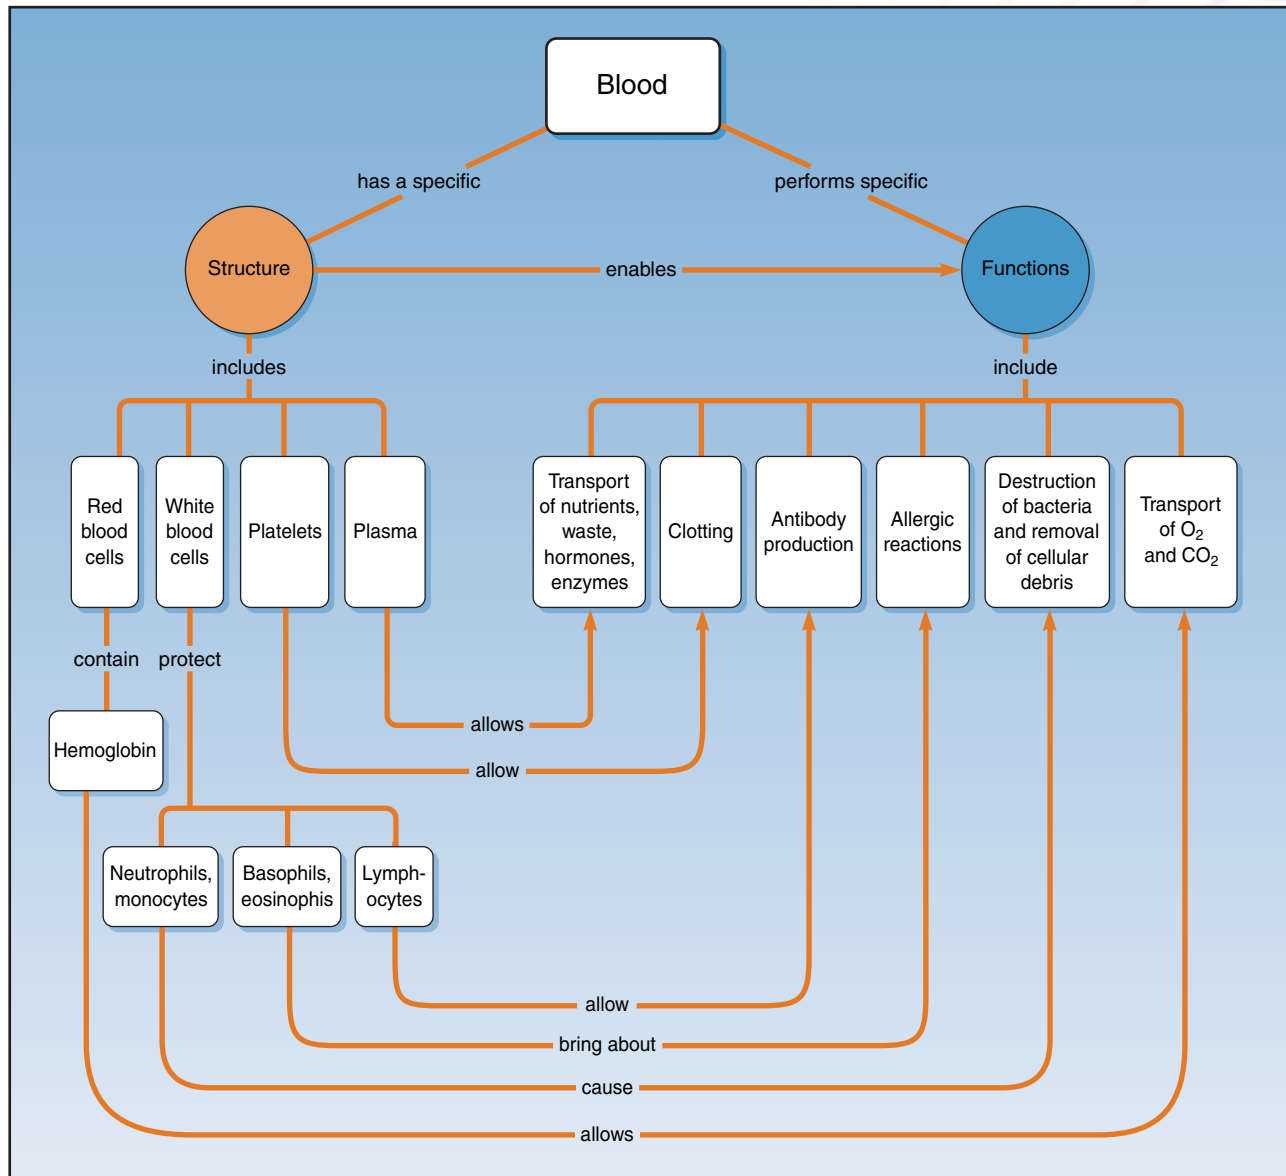 Blood
has a specific
performs specific
Structure
enables
Functions
includes
include
Red
blood
cells
White
blood
cells
Platelets
Plasma
Transport
of nutrients,
waste,
hormones,
enzymes
Clotting
Antibody
production
Allergic
reactions
Destruction
of bacteria
and removal
of cellular
debris
Transport
of O₂
and CO₂
contain
protect
Hemoglobin
allows
allow
Neutrophils,
monocytes
Basophils,
eosinophis
Lymph-
ocytes
allow
bring about
cause
allows